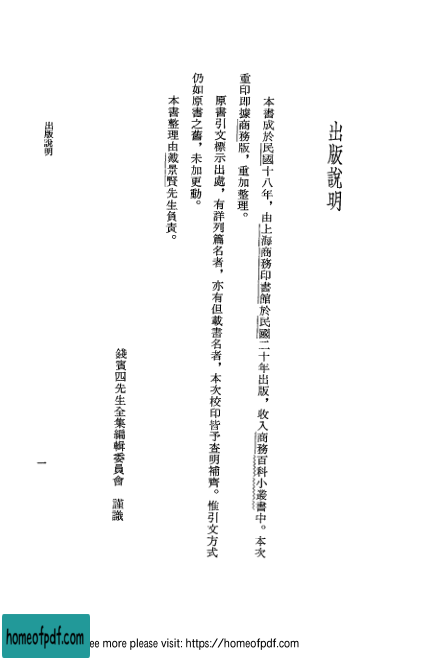 出版說明
本書成於民國十八年，由上海商務印書館於民國二十年出版，收入商務百科小叢書中。本次
重印即據商務版，重加整理。
原書引文標示出處，有詳列篇名者，亦有但載書名者，本次校印皆予查明補齊。惟引文方式
仍如原書之舊，未加更動。
本書整理由戴景賢先生負責。
錢賓四先生全集編輯委員會　謹識
出版說明
一
homeofpdf.com
ee more please visit: https://homeofpdf.com